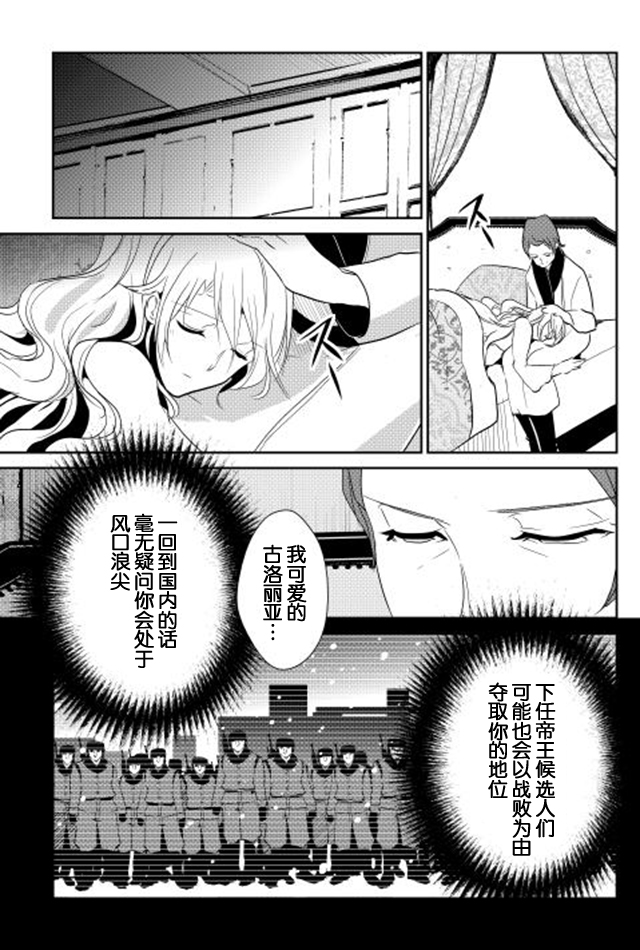 我可爱的
古洛丽亚…
一回到国内的话
毫无疑问你会处于
风口浪尖
下任帝王候选人们
可能也会以战败为由
夺取你的地位